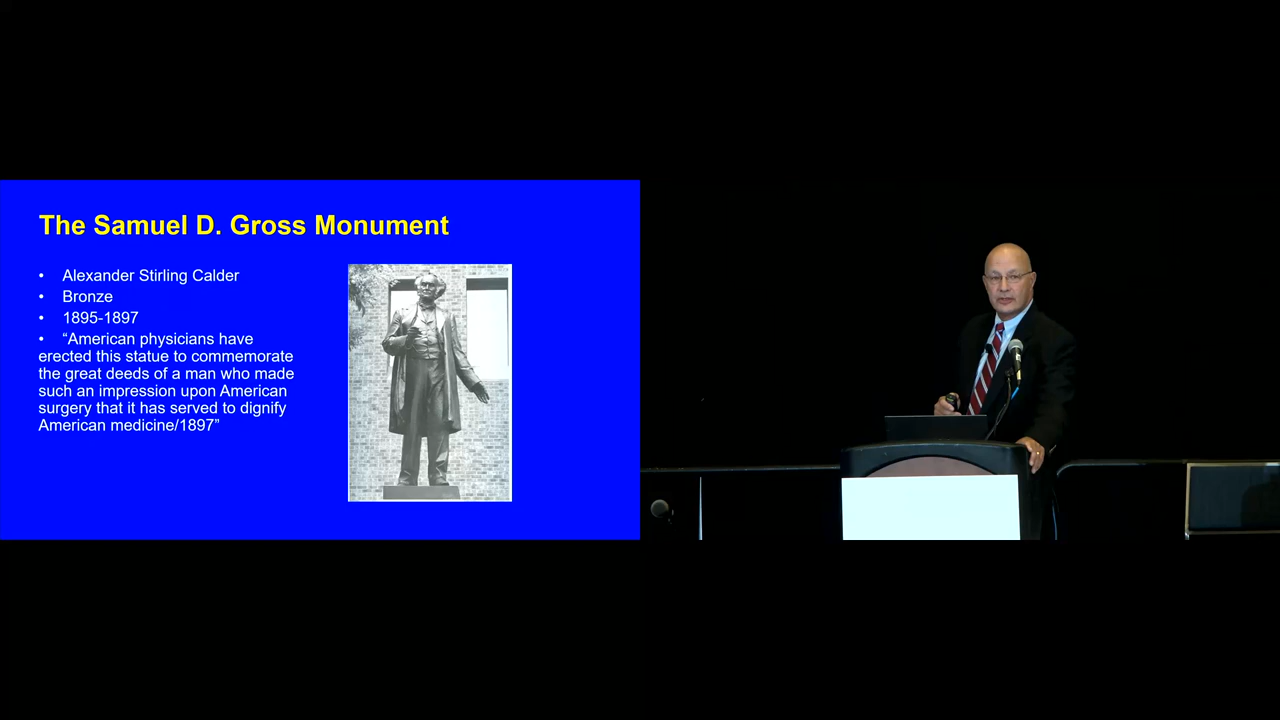 The Samuel D. Gross Monument
• Alexander Stirling Calder
• Bronze
• 1895-1897
• “American physicians have
erected this statue to commemorate
the great deeds of a man who made
such an impression upon American
surgery that it has served to dignify
American medicine/1897”